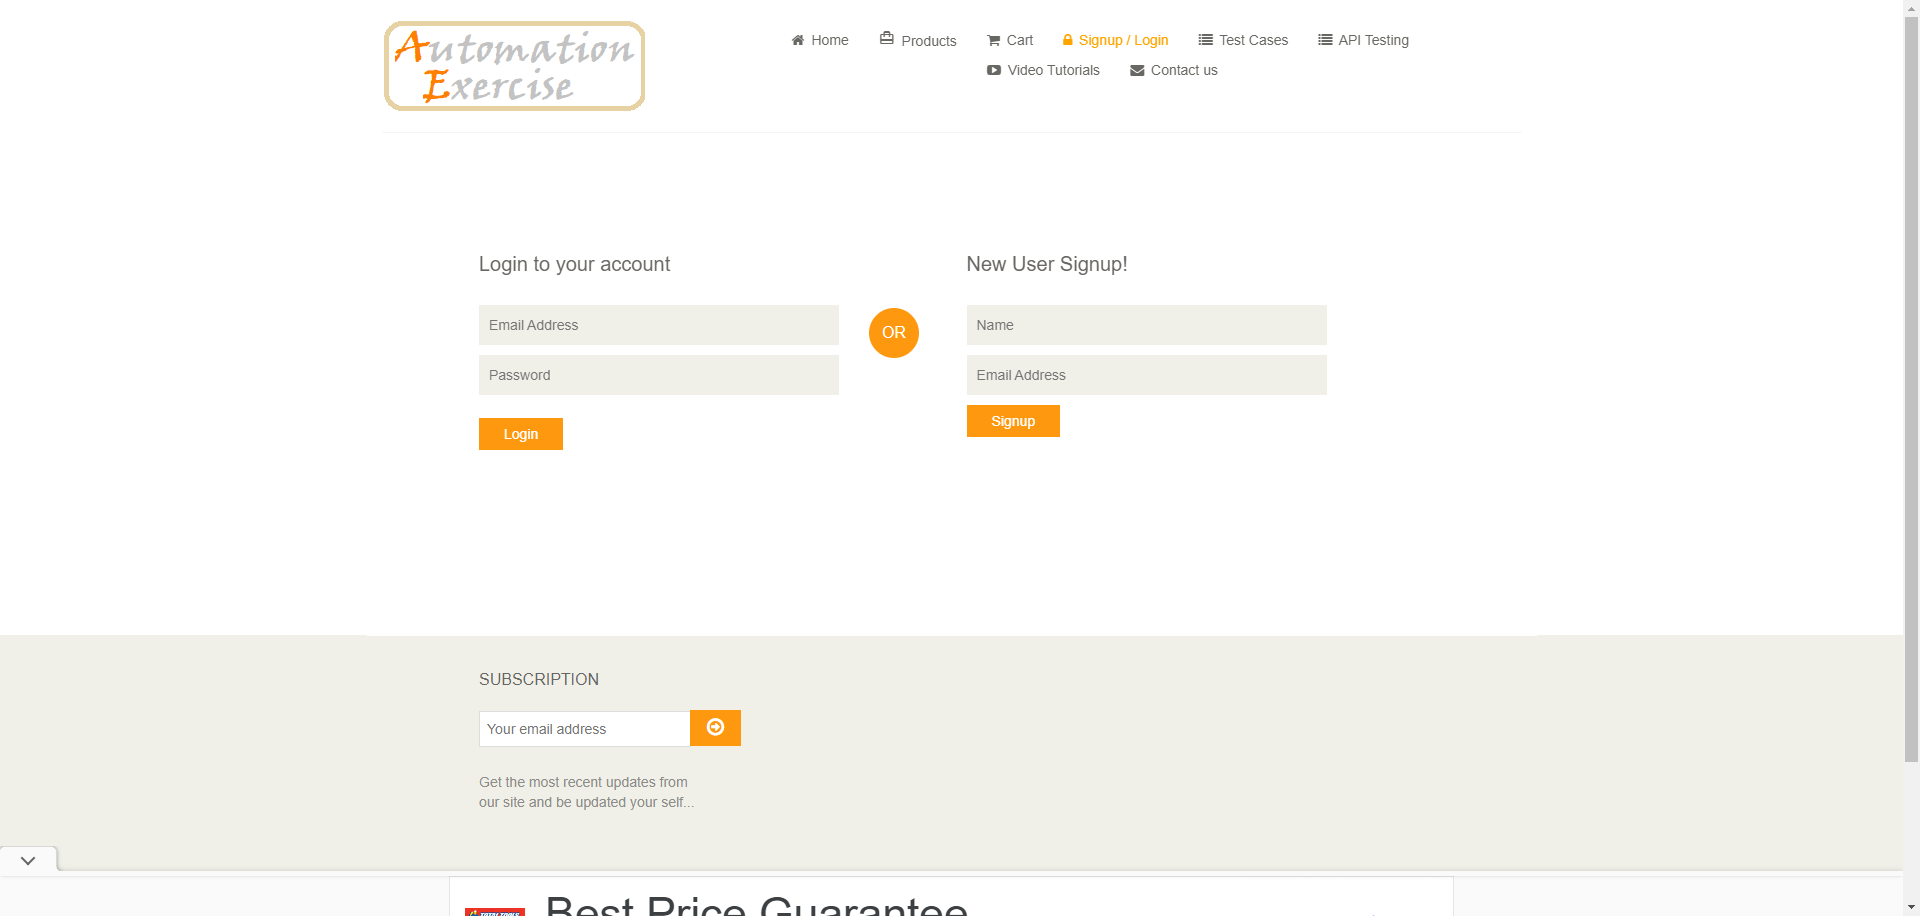 Automation
Exercise
Home
Products
Cart
Signup / Login
Test Cases
API Testing
Video Tutorials
Contact us
Login to your account
New User Signup!
Email Address
OR
Name
Password
Email Address
Login
Signup
SUBSCRIPTION
Your email address
Get the most recent updates from
our site and be updated your self...
Best Price Guarantee